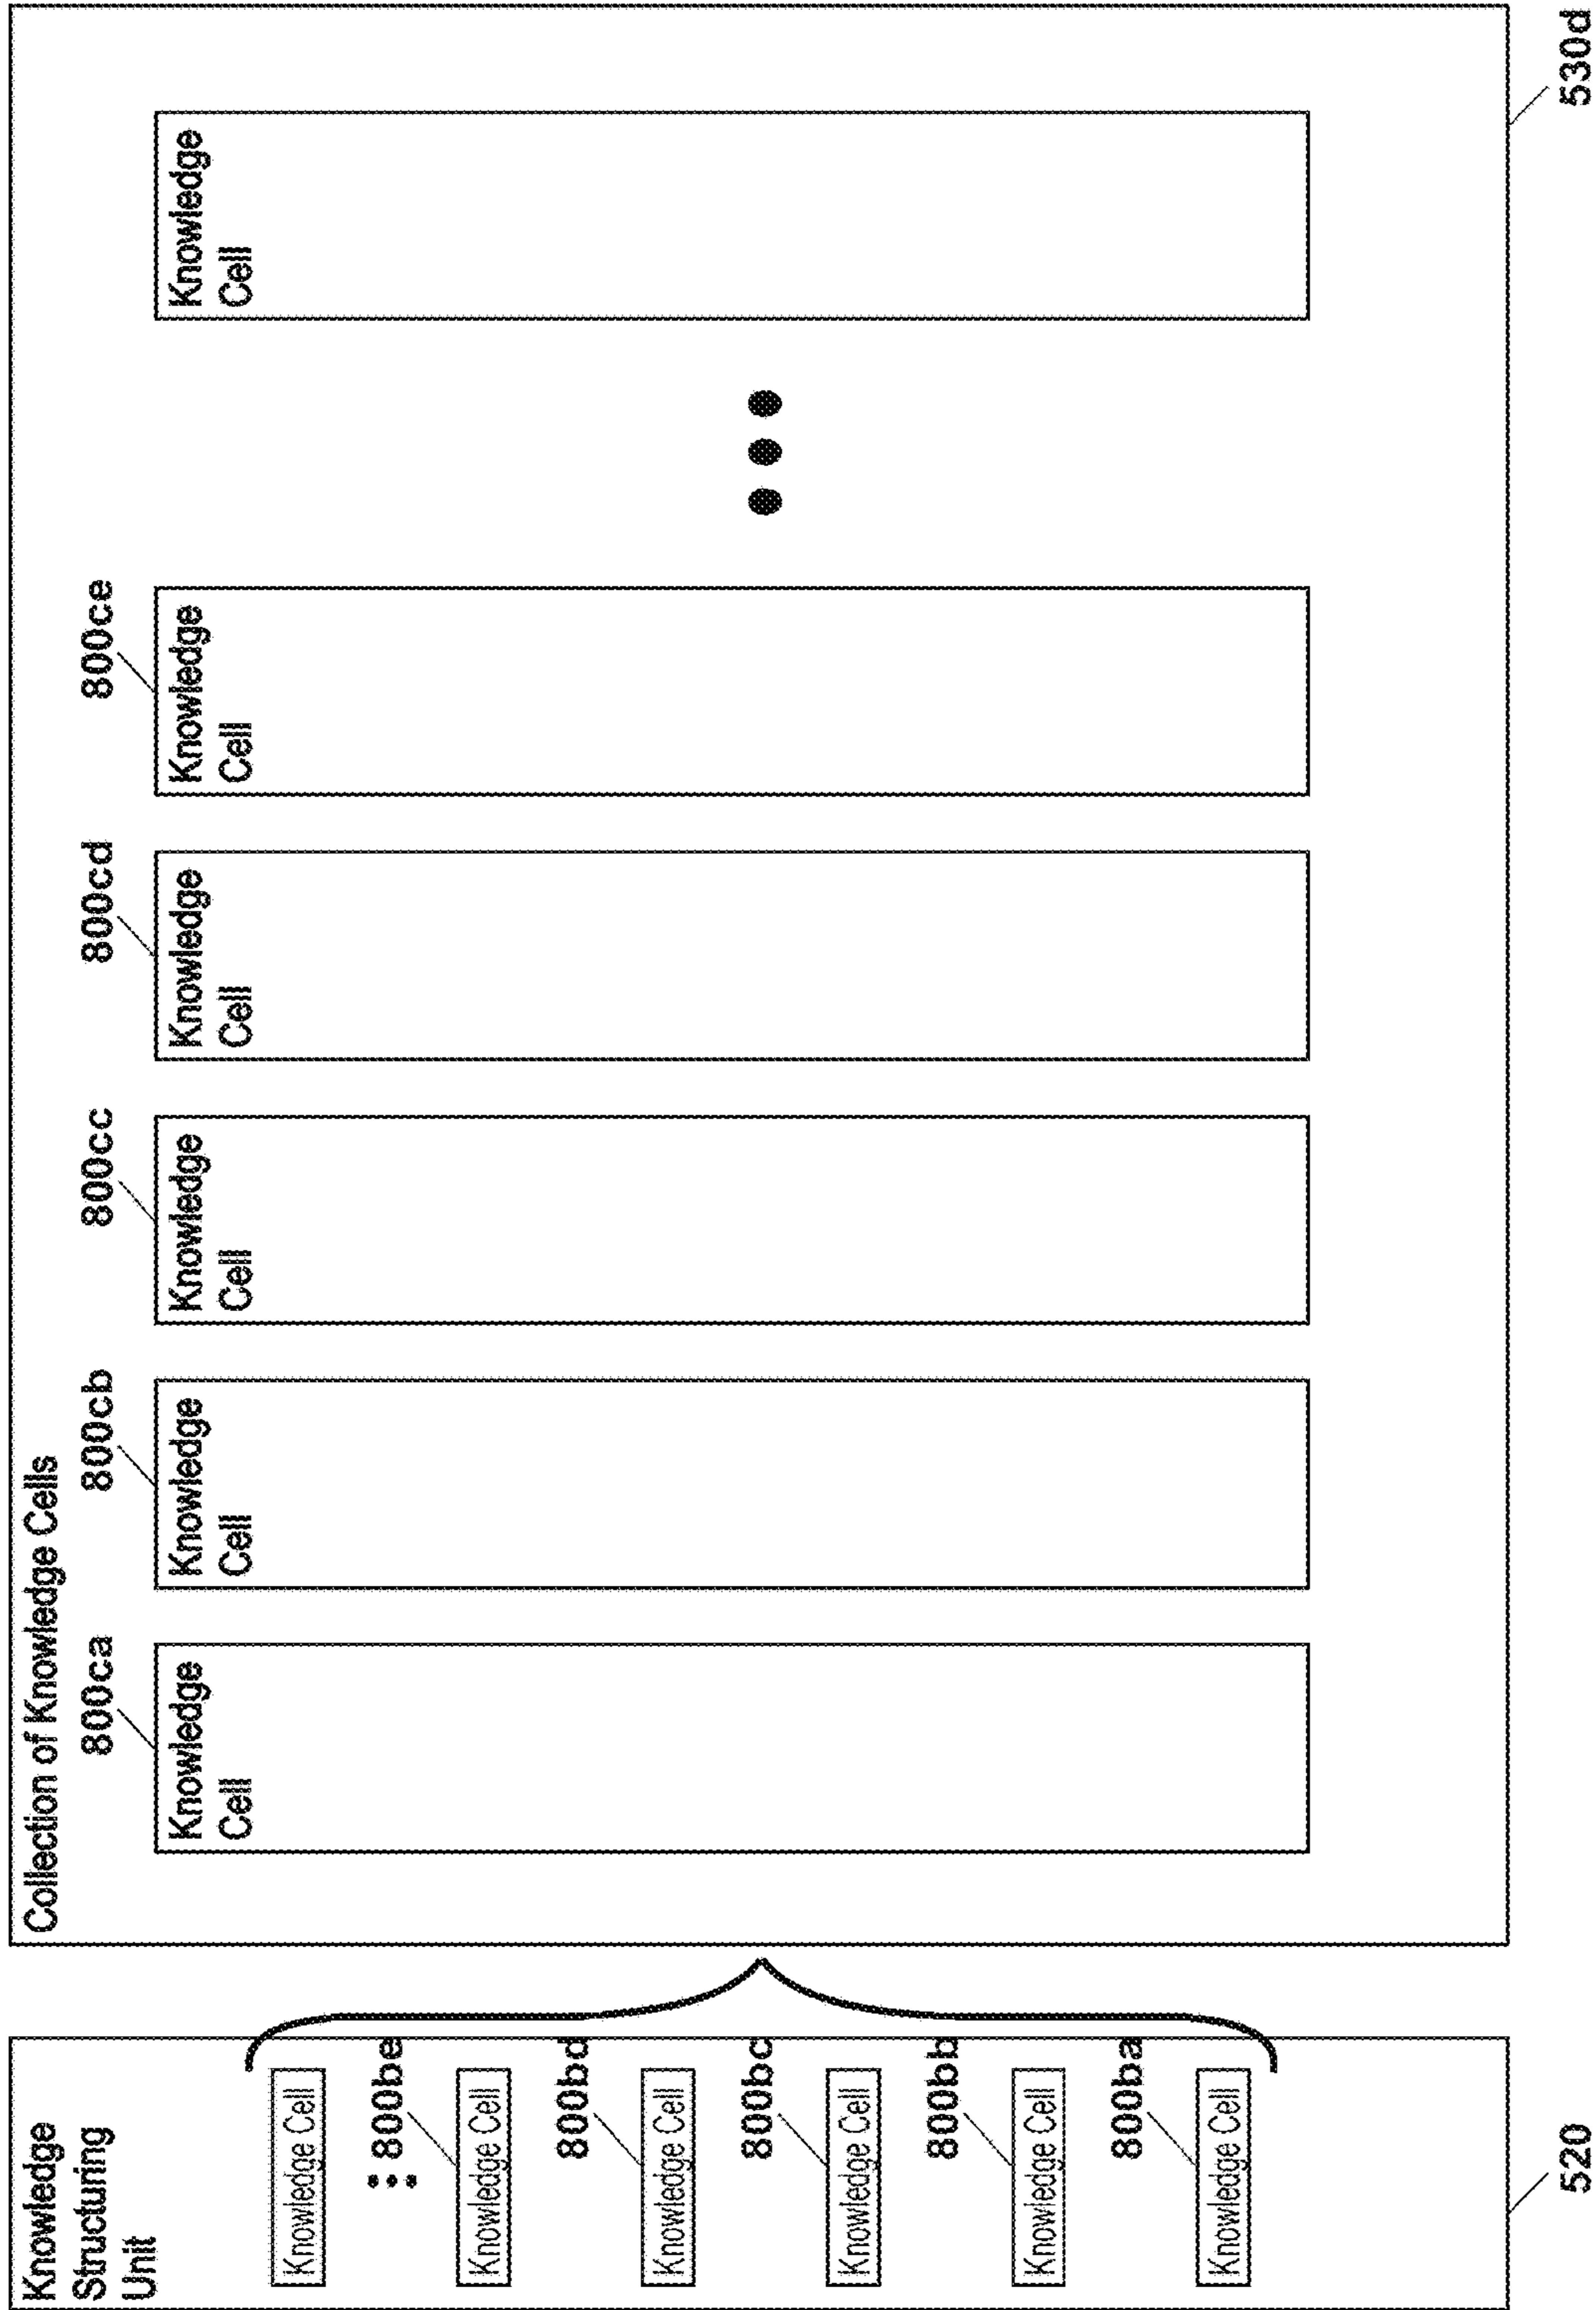 Knowledge
Structuring
Unit
Knowledge Cell
800be
Knowledge Cell
800bd
Knowledge Cell
800bc
Knowledge Cell
800bb
Knowledge Cell
800ba
Knowledge Cell
520
Collection of Knowledge Cells
800ca
Knowledge
Cell
800cb
Knowledge
Cell
800cc
Knowledge
Cell
800cd
Knowledge
Cell
800ce
Knowledge
Cell
Knowledge
Cell
530d